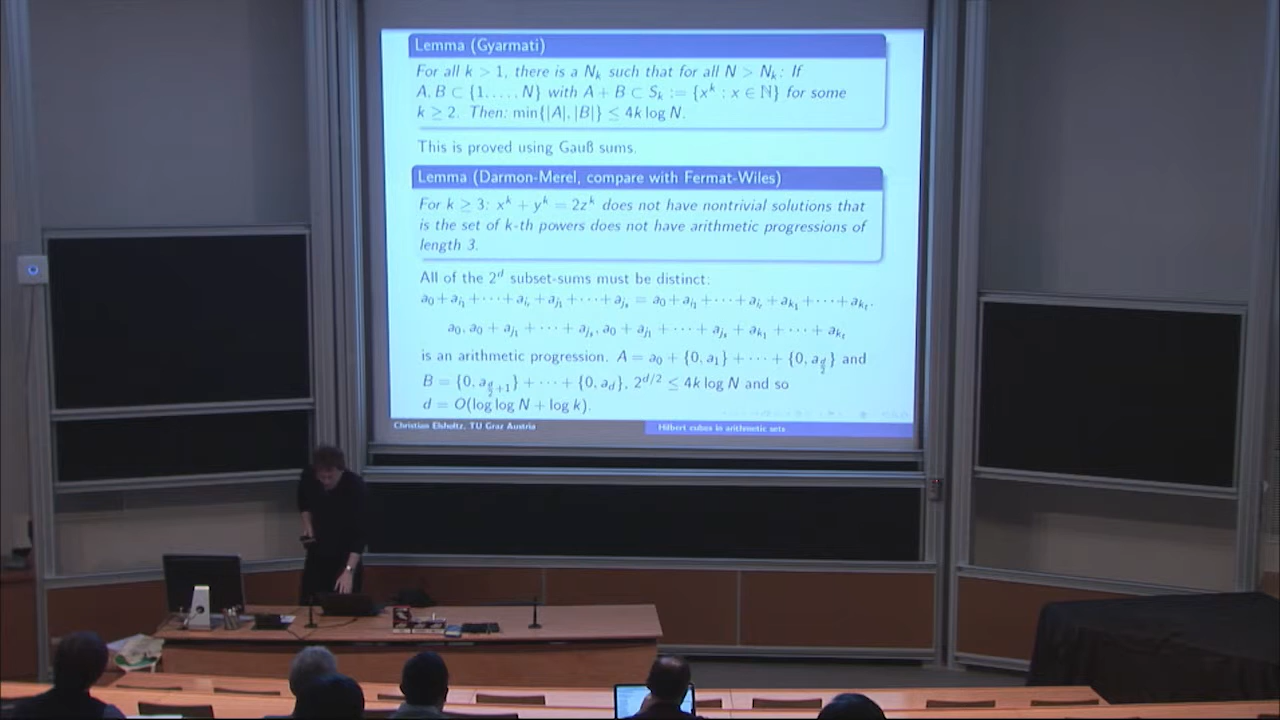 Lemma (Gyarmati)
For all k > 1, there is a N_k such that for all N > N_k: If
A, B ⊂ {1, . . . , N} with A + B ⊂ S_k := {x^k : x ∈ ℕ} for some
k ≥ 2. Then: min{|A|, |B|} ≤ 4k log N.
This is proved using Gauß sums.
Lemma (Darmon-Merel, compare with Fermat-Wiles)
For k ≥ 3: x^k + y^k = 2z^k does not have nontrivial solutions that
is the set of k-th powers does not have arithmetic progressions of
length 3.
All of the 2^d subset-sums must be distinct:
a_0 + a_{i_1} + ··· + a_{i_r} + a_{j_1} + ··· + a_{j_s} = a_0 + a_{i_1} + ··· + a_{i_r} + a_{k_1} + ··· + a_{k_t}.
a_0, a_0 + a_{j_1} + ··· + a_{j_s}, a_0 + a_{j_1} + ··· + a_{j_s} + a_{k_1} + ··· + a_{k_t}
is an arithmetic progression. A = a_0 + {0, a_1} + ··· + {0, a_{d/2}} and
B = {0, a_{d/2+1}} + ··· + {0, a_d}, 2^{d/2} ≤ 4k log N and so
d = O(log log N + log k).
Christian Elsholtz, TU Graz Austria
Hilbert cubes in arithmetic sets